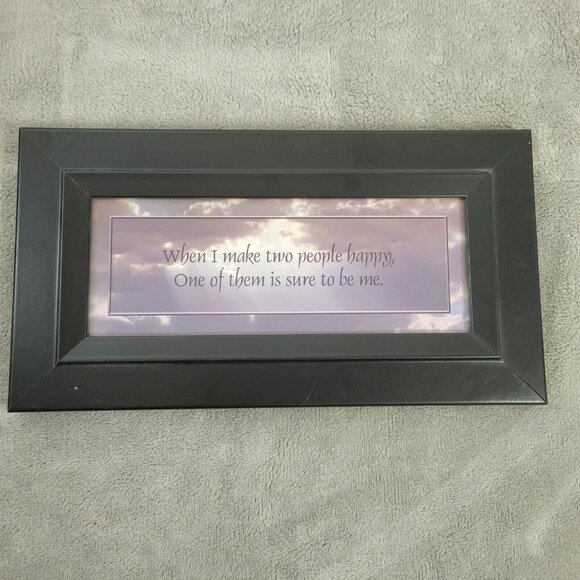 When I make two people happy,
One of them is sure to be me.